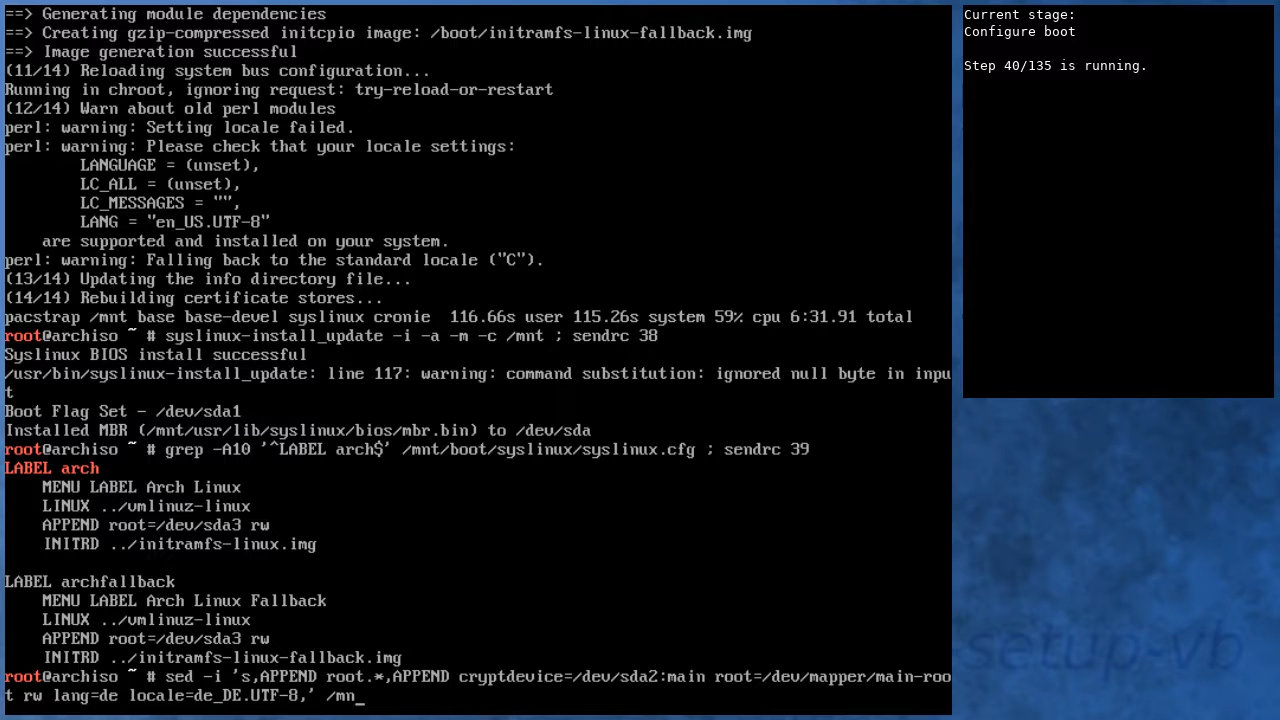 ==> Generating module dependencies
==> Creating gzip-compressed initcpio image: /boot/initramfs-linux-fallback.img
==> Image generation successful
(11/14) Reloading system bus configuration...
Running in chroot, ignoring request: try-reload-or-restart
(12/14) Warn about old perl modules
perl: warning: Setting locale failed.
perl: warning: Please check that your locale settings:
        LANGUAGE = (unset),
        LC_ALL = (unset),
        LC_MESSAGES = "",
        LANG = "en_US.UTF-8"
    are supported and installed on your system.
perl: warning: Falling back to the standard locale ("C").
(13/14) Updating the info directory file...
(14/14) Rebuilding certificate stores...
pacstrap /mnt base base-devel syslinux cronie  116.66s user 115.26s system 59% cpu 6:31.91 total
root@archiso ~ # syslinux-install_update -i -a -m -c /mnt ; sendrc 38
Syslinux BIOS install successful
/usr/bin/syslinux-install_update: line 117: warning: command substitution: ignored null byte in inpu
t
Boot Flag Set - /dev/sda1
Installed MBR (/mnt/usr/lib/syslinux/bios/mbr.bin) to /dev/sda
root@archiso ~ # grep -A10 '^LABEL arch$' /mnt/boot/syslinux/syslinux.cfg ; sendrc 39
LABEL arch
    MENU LABEL Arch Linux
    LINUX ../vmlinuz-linux
    APPEND root=/dev/sda3 rw
    INITRD ../initramfs-linux.img

LABEL archfallback
    MENU LABEL Arch Linux Fallback
    LINUX ../vmlinuz-linux
    APPEND root=/dev/sda3 rw
    INITRD ../initramfs-linux-fallback.img
root@archiso ~ # sed -i 's,APPEND root.*,APPEND cryptdevice=/dev/sda2:main root=/dev/mapper/main-roo
t rw lang=de locale=de_DE.UTF-8,' /mn_
Current stage:
Configure boot

Step 40/135 is running.
setup-vb